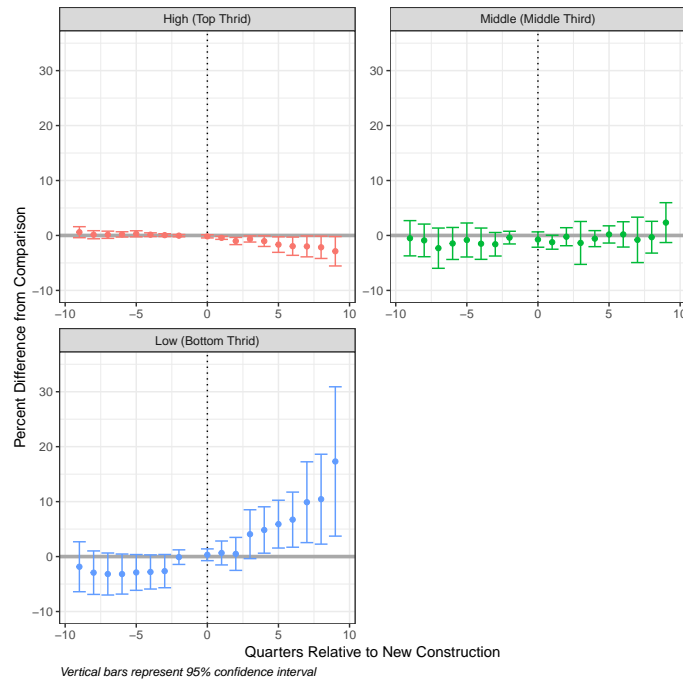 High (Top Thrid)
Middle (Middle Third)
30
20
10
0
−10
−10 −5 0 5 10
30
20
10
0
−10
−10 −5 0 5 10
Low (Bottom Thrid)
30
20
10
0
−10
−10 −5 0 5 10
Percent Difference from Comparison
Quarters Relative to New Construction
Vertical bars represent 95% confidence interval